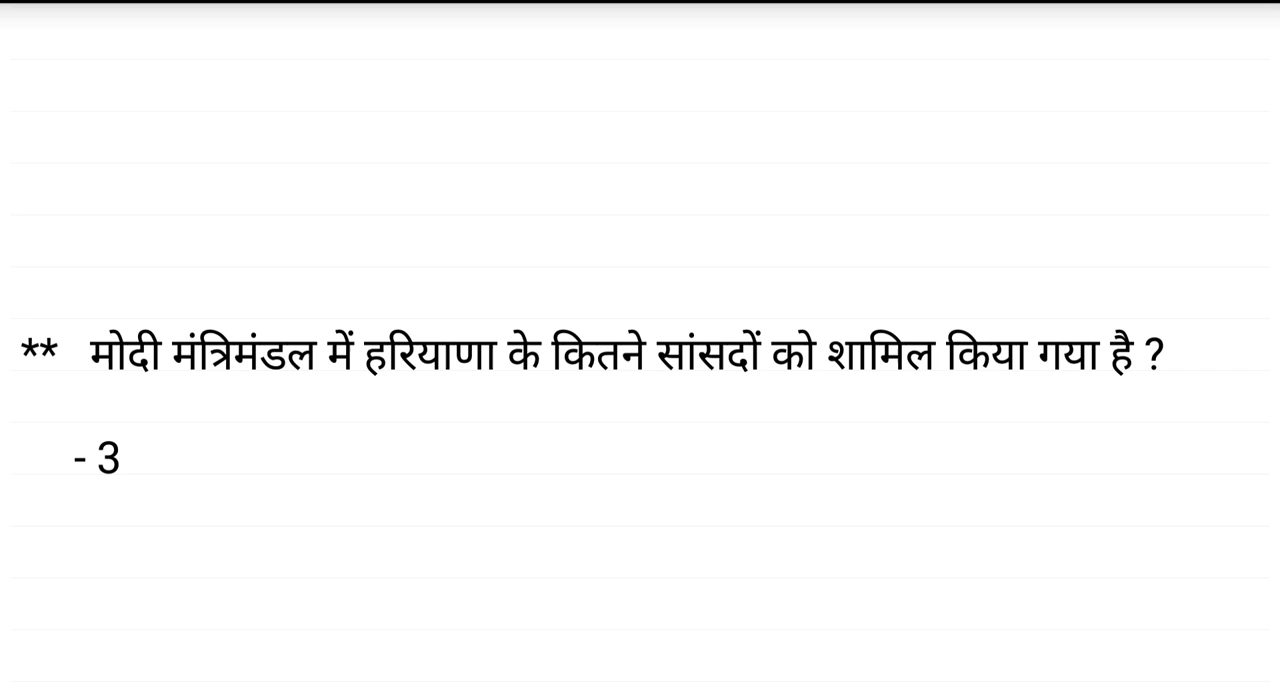 ** मोदी मंत्रिमंडल में हरियाणा के कितने सांसदों को शामिल किया गया है ?
- 3